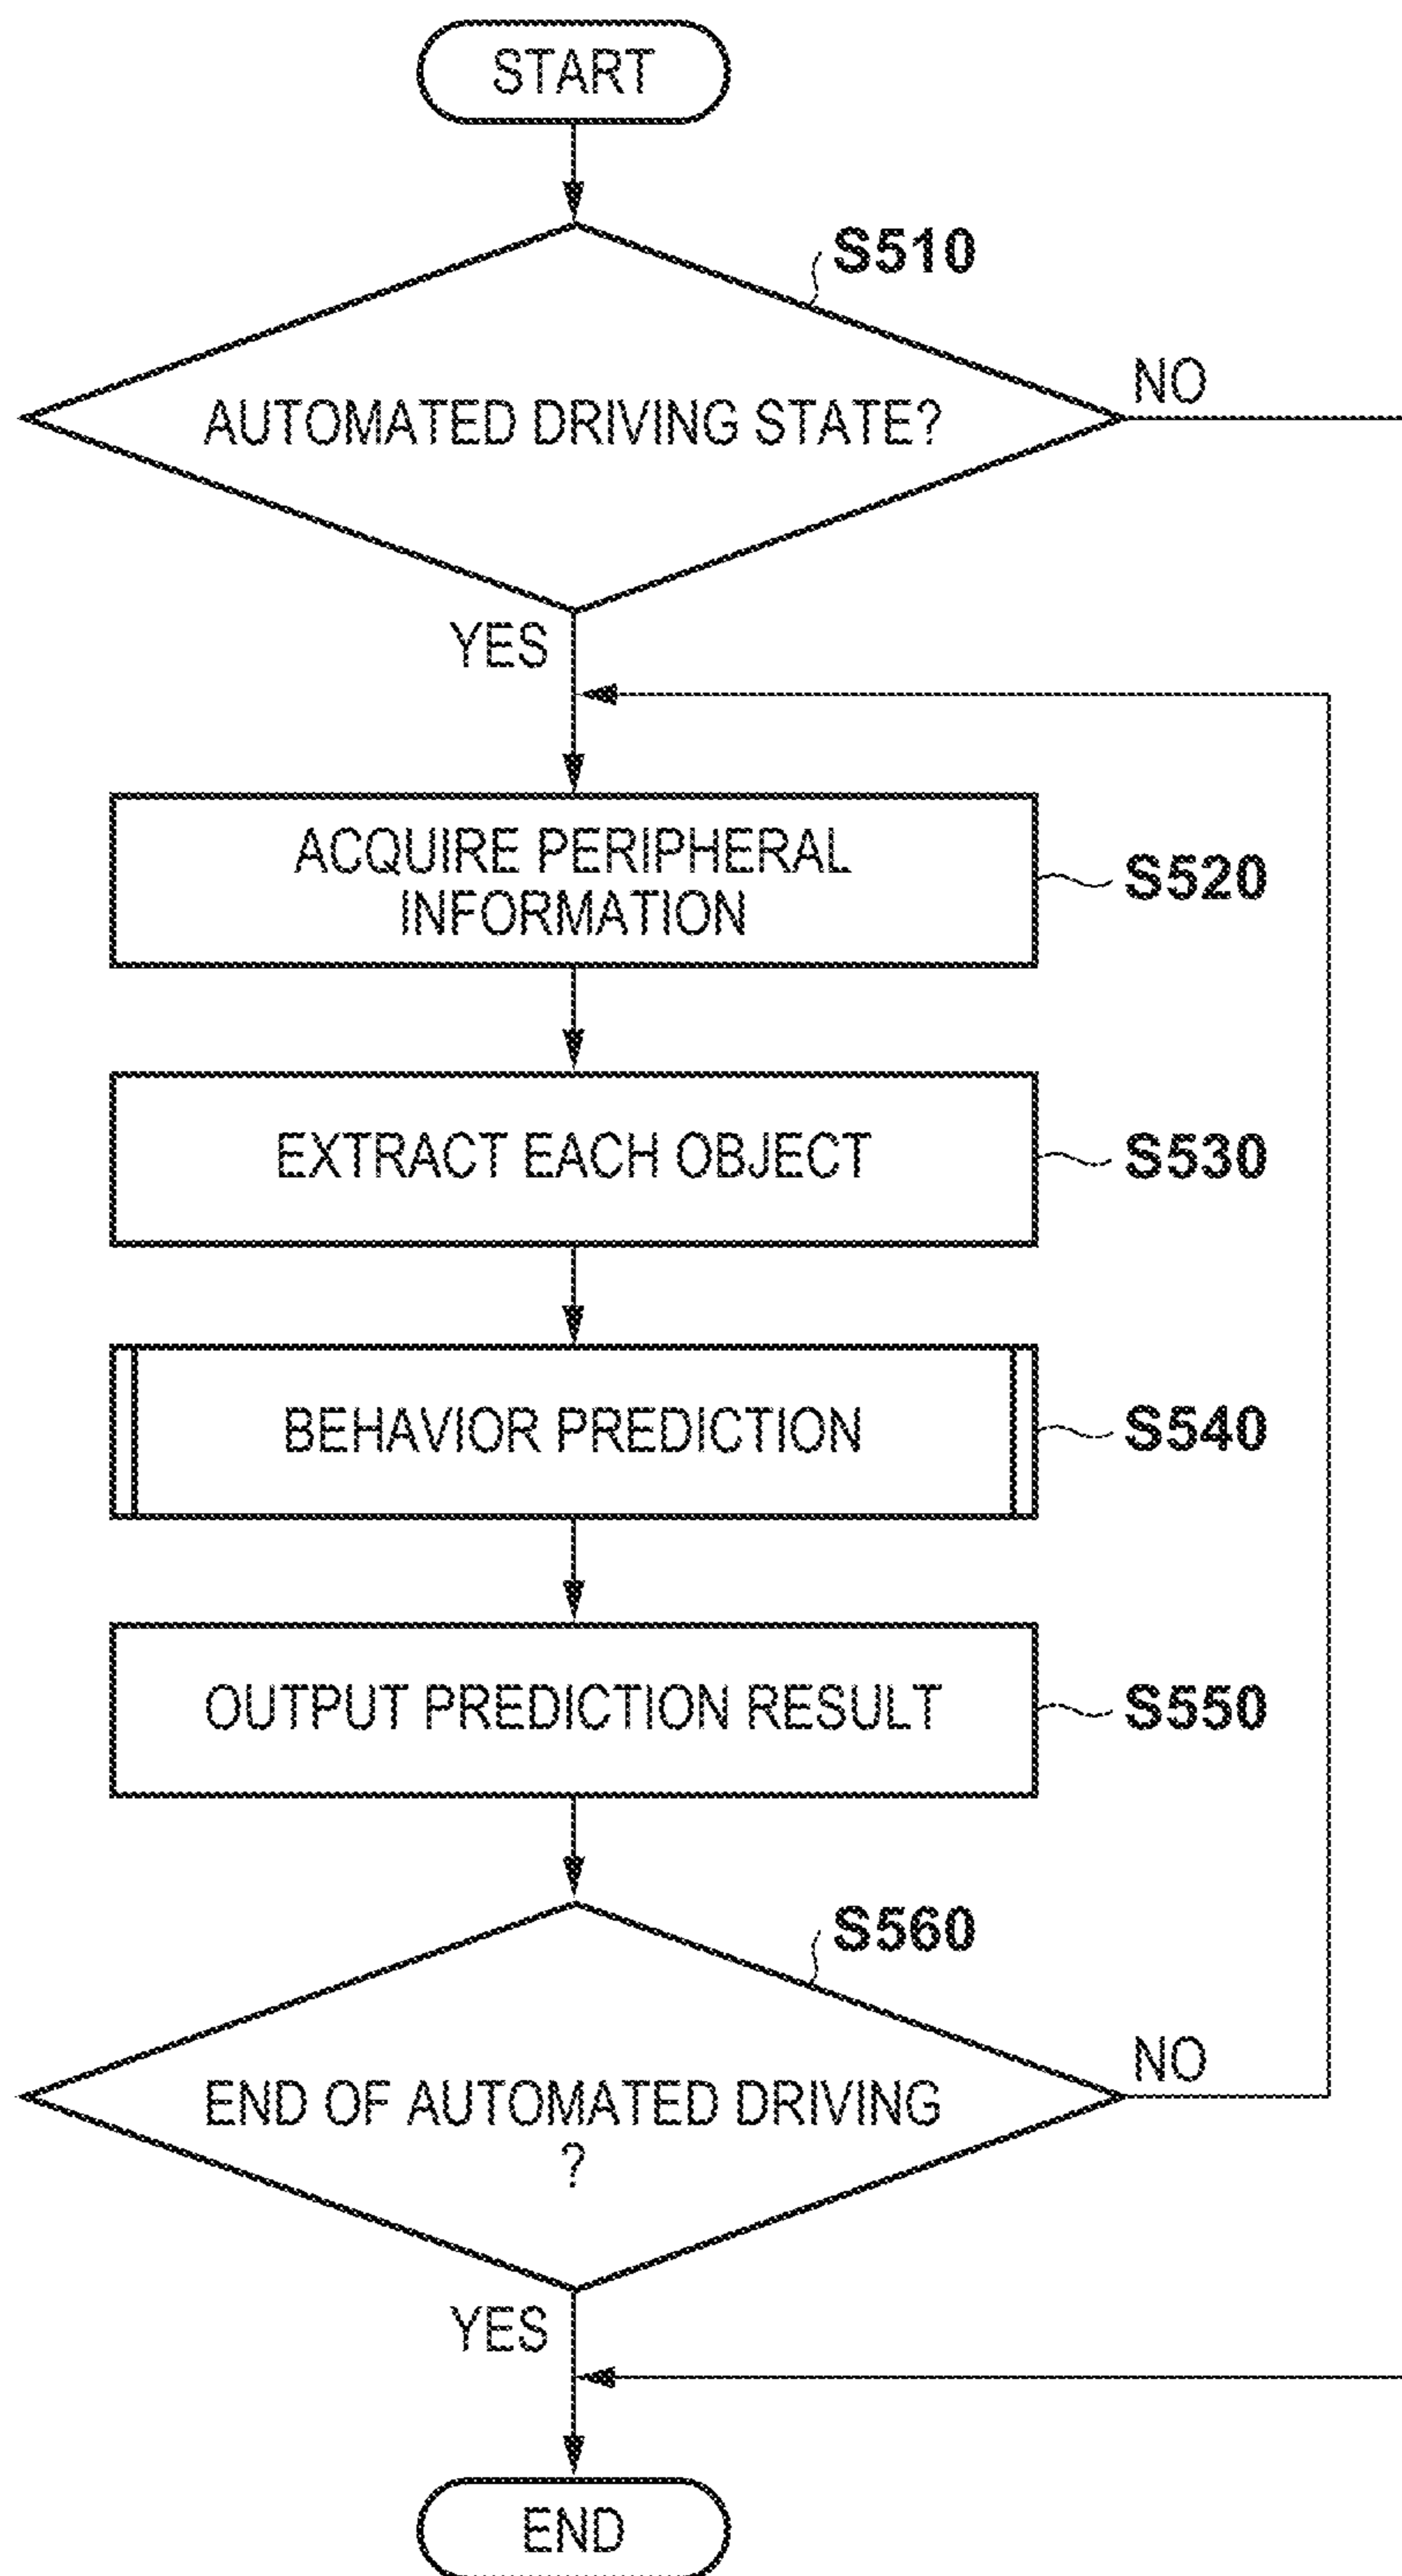 START
S510
AUTOMATED DRIVING STATE?
NO
YES
ACQUIRE PERIPHERAL
INFORMATION
S520
EXTRACT EACH OBJECT
S530
BEHAVIOR PREDICTION
S540
OUTPUT PREDICTION RESULT
S550
S560
END OF AUTOMATED DRIVING
?
NO
YES
END